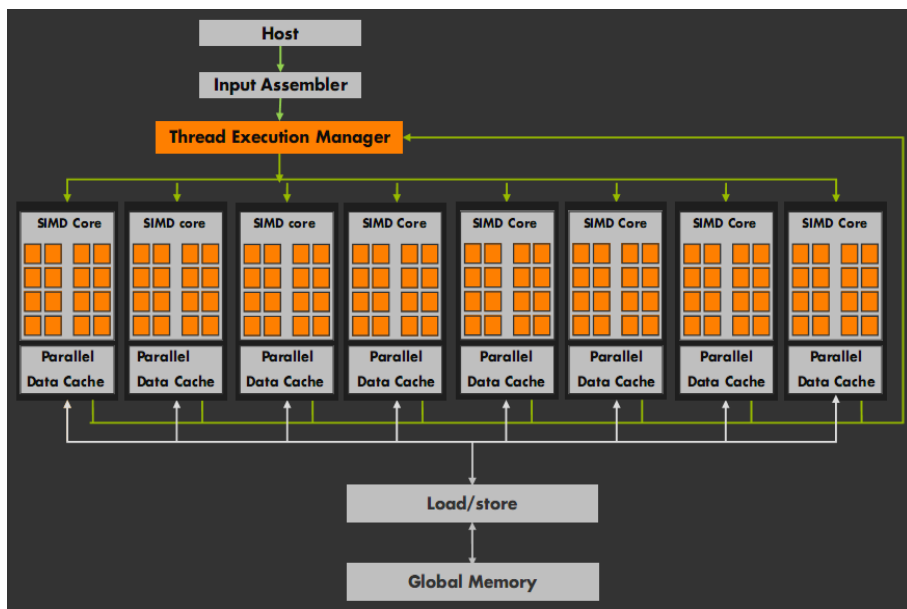 Host
Input Assembler
Thread Execution Manager
SIMD Core
SIMD core
SIMD core
SIMD Core
SIMD Core
SIMD Core
SIMD Core
SIMD Core
Parallel
Data Cache
Parallel
Data Cache
Parallel
Data Cache
Parallel
Data Cache
Parallel
Data Cache
Parallel
Data Cache
Parallel
Data Cache
Parallel
Data Cache
Load/store
Global Memory